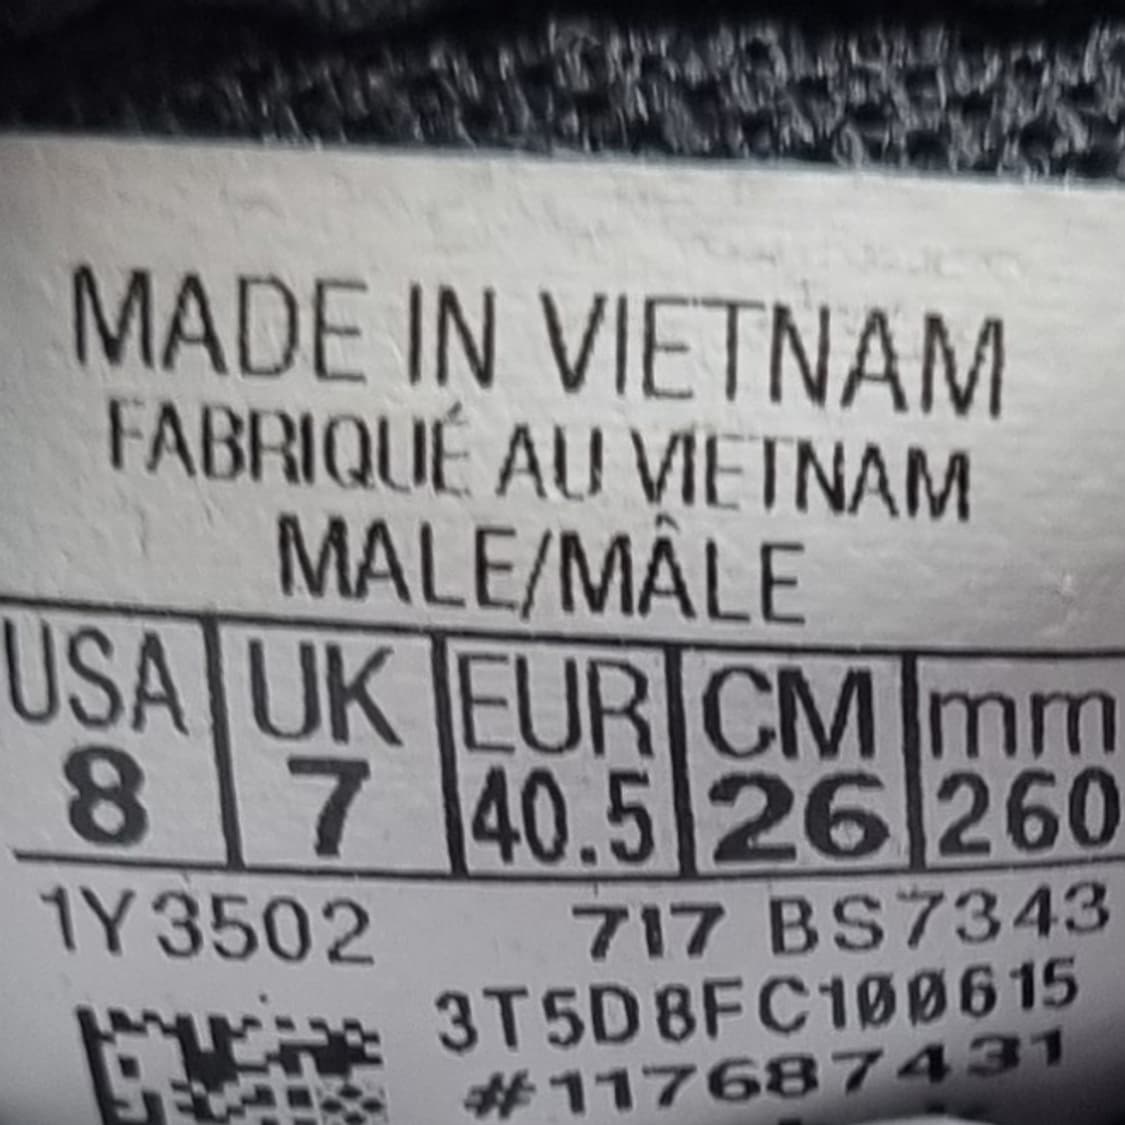 MADE IN VIETNAM
FABRIQUÉ AU VIETNAM
MALE/MÂLE
USA UK EUR CM mm
8 7 40.5 26 260
1Y3502 717 BS7343
3T5D8FC100615
#117687431